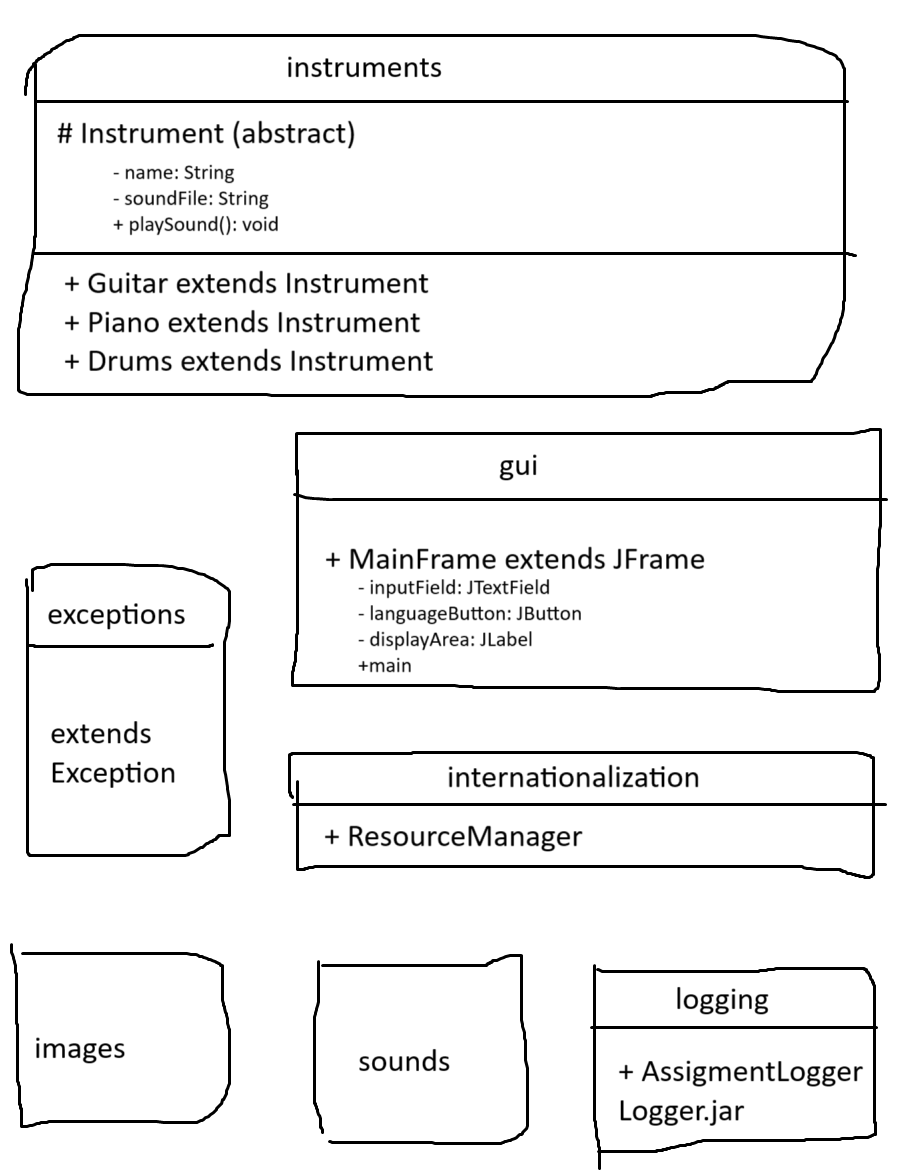 instruments
# Instrument (abstract)
- name: String
- soundFile: String
+ playSound(): void
+ Guitar extends Instrument
+ Piano extends Instrument
+ Drums extends Instrument
gui
+ MainFrame extends JFrame
- inputField: JTextField
- languageButton: JButton
- displayArea: JLabel
+main
exceptions
extends
Exception
internationalization
+ ResourceManager
images
sounds
logging
+ AssigmentLogger
Logger.jar